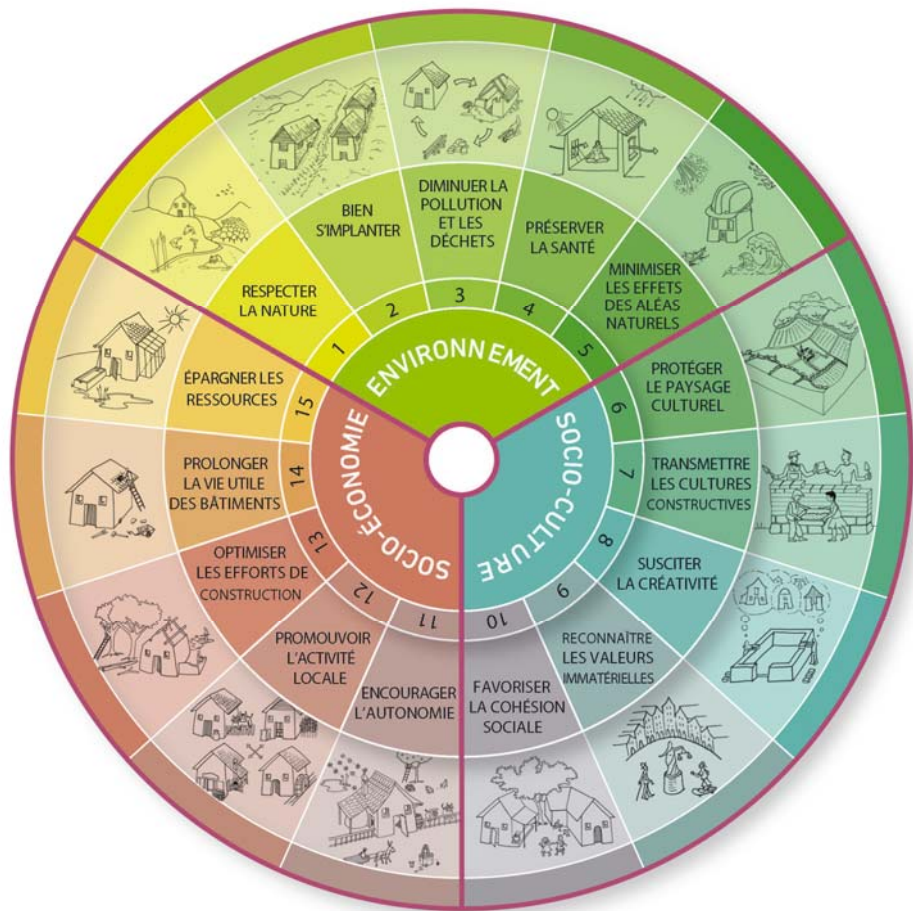 ENVIRONNEMENT
1
RESPECTER
LA NATURE
2
BIEN
S'IMPLANTER
3
DIMINUER LA
POLLUTION
ET LES
DÉCHETS
4
PRÉSERVER
LA SANTÉ
5
MINIMISER
LES EFFETS
DES ALÉAS
NATURELS
SOCIO-CULTURE
6
PROTÉGER
LE PAYSAGE
CULTUREL
7
TRANSMETTRE
LES CULTURES
CONSTRUCTIVES
8
SUSCITER
LA CRÉATIVITÉ
9
RECONNAÎTRE
LES VALEURS
IMMATÉRIELLES
10
FAVORISER
LA COHÉSION
SOCIALE
SOCIO-ÉCONOMIE
11
ENCOURAGER
L'AUTONOMIE
12
PROMOUVOIR
L'ACTIVITÉ
LOCALE
13
OPTIMISER
LES EFFORTS DE
CONSTRUCTION
14
PROLONGER
LA VIE UTILE
DES BÂTIMENTS
15
ÉPARGNER LES
RESSOURCES